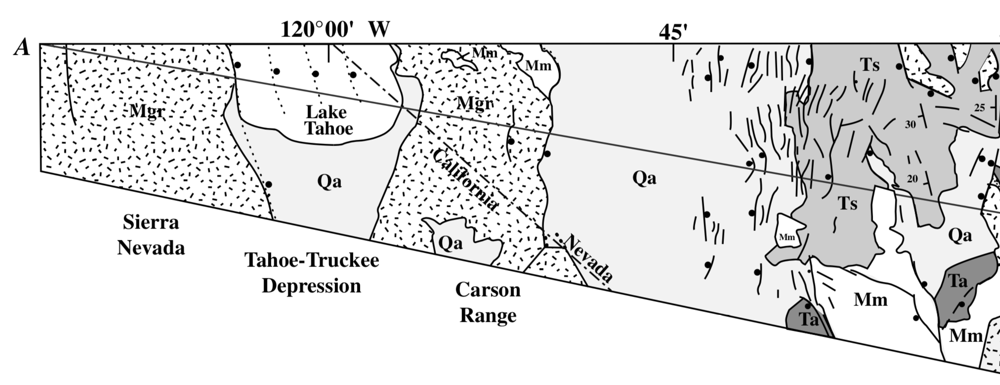 120°00' W
45'
A
Mm
Mm
Ts
Mgr
Mgr
Lake
Tahoe
25
30
California
Qa
Qa
20
Ts
Sierra
Nevada
Qa
Mm
Qa
Nevada
Tahoe-Truckee
Depression
Carson
Range
Ta
Mm
Ta
Mm